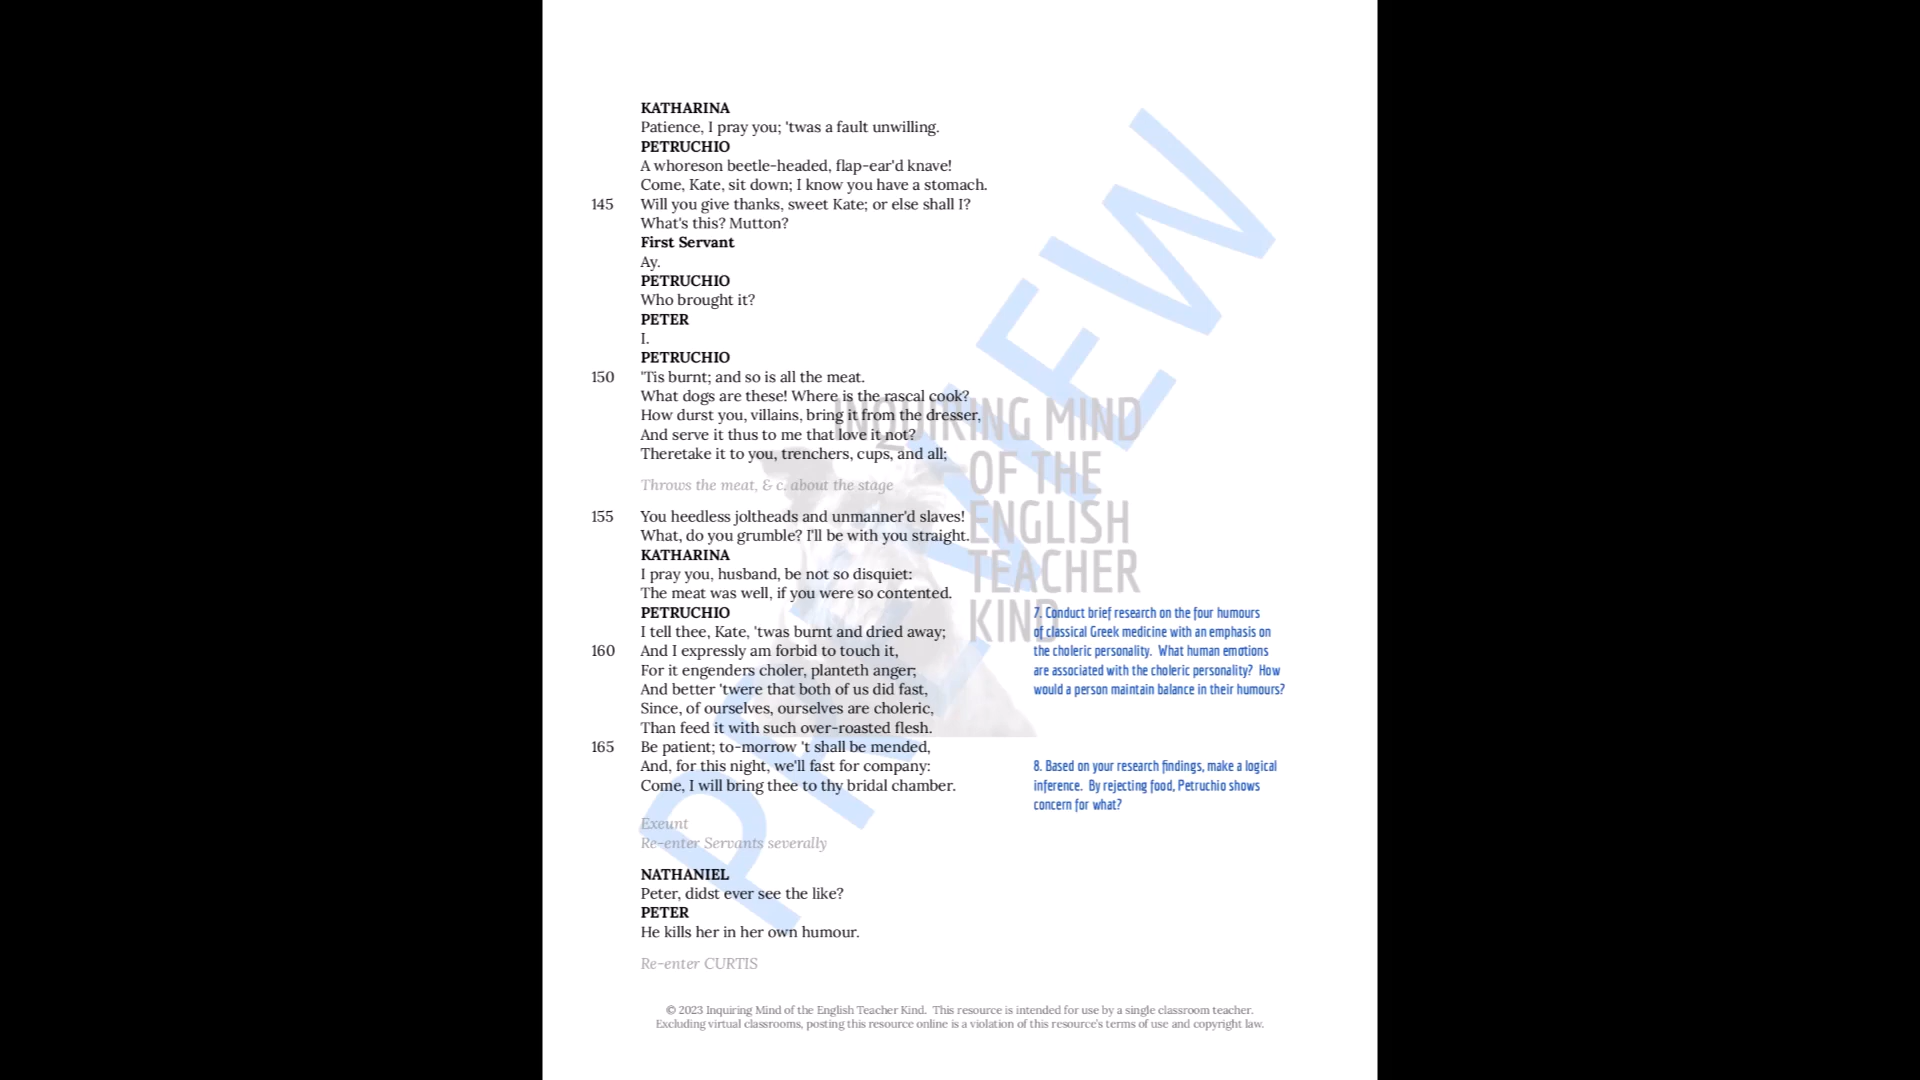 KATHARINA
Patience, I pray you; 'twas a fault unwilling.
PETRUCHIO
A whoreson beetle-headed, flap-ear'd knave!
Come, Kate, sit down; I know you have a stomach.
145 Will you give thanks, sweet Kate; or else shall I?
What's this? Mutton?
First Servant
Ay.
PETRUCHIO
Who brought it?
PETER
I.
PETRUCHIO
150 'Tis burnt; and so is all the meat.
What dogs are these! Where is the rascal cook?
How durst you, villains, bring it from the dresser,
And serve it thus to me that love it not?
Theretake it to you, trenchers, cups, and all;
Throws the meat, & c. about the stage
155 You heedless joltheads and unmanner'd slaves!
What, do you grumble? I'll be with you straight.
KATHARINA
I pray you, husband, be not so disquiet:
The meat was well, if you were so contented.
PETRUCHIO
I tell thee, Kate, 'twas burnt and dried away;
160 And I expressly am forbid to touch it,
For it engenders choler, planteth anger;
And better 'twere that both of us did fast,
Since, of ourselves, ourselves are choleric,
Than feed it with such over-roasted flesh.
165 Be patient; to-morrow 't shall be mended,
And, for this night, we'll fast for company:
Come, I will bring thee to thy bridal chamber.
Exeunt
Re-enter Servants severally
NATHANIEL
Peter, didst ever see the like?
PETER
He kills her in her own humour.
Re-enter CURTIS
7. Conduct brief research on the four humours
of classical Greek medicine with an emphasis on
the choleric personality. What human emotions
are associated with the choleric personality? How
would a person maintain balance in their humours?
8. Based on your research findings, make a logical
inference. By rejecting food, Petruchio shows
concern for what?
INQUIRING MIND
OF THE
ENGLISH
TEACHER
KIND
PREVIEW
© 2023 Inquiring Mind of the English Teacher Kind. This resource is intended for use by a single classroom teacher.
Excluding virtual classrooms, posting this resource online is a violation of this resource's terms of use and copyright law.